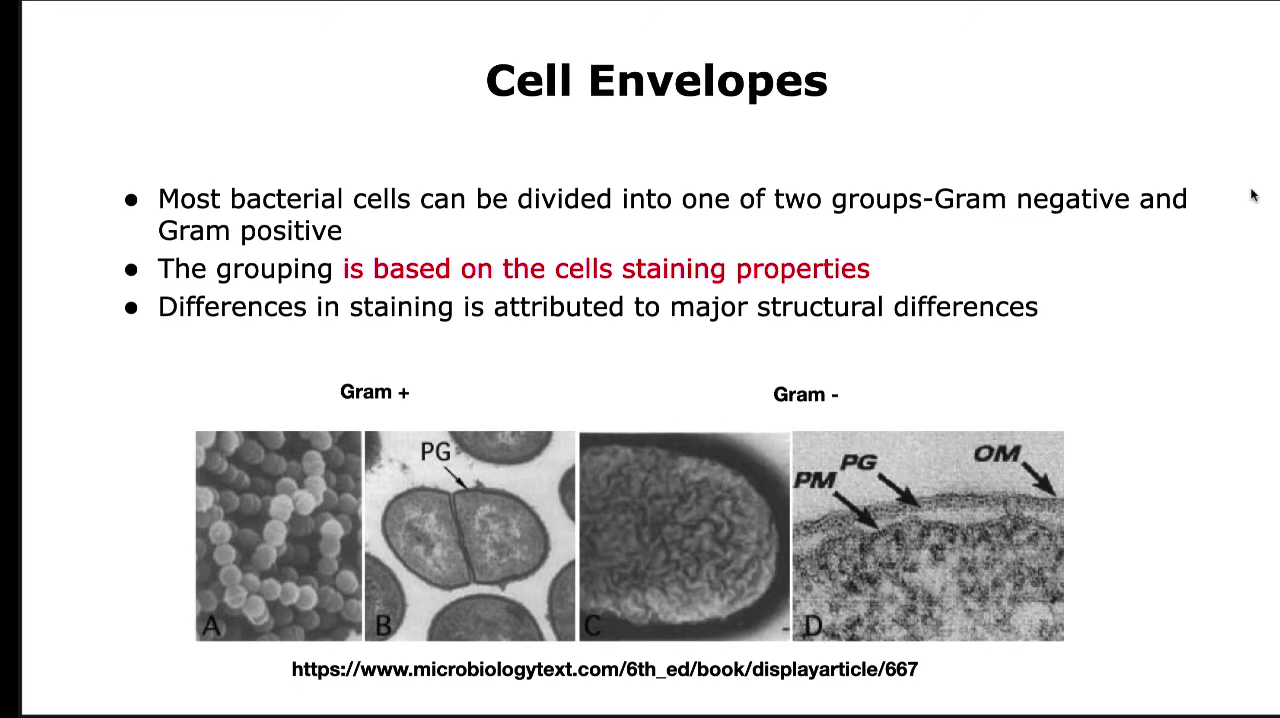 Cell Envelopes
● Most bacterial cells can be divided into one of two groups-Gram negative and
Gram positive
● The grouping is based on the cells staining properties
● Differences in staining is attributed to major structural differences
Gram +
Gram -
PG
PM
PG
OM
A
B
C
D
https://www.microbiologytext.com/6th_ed/book/displayarticle/667